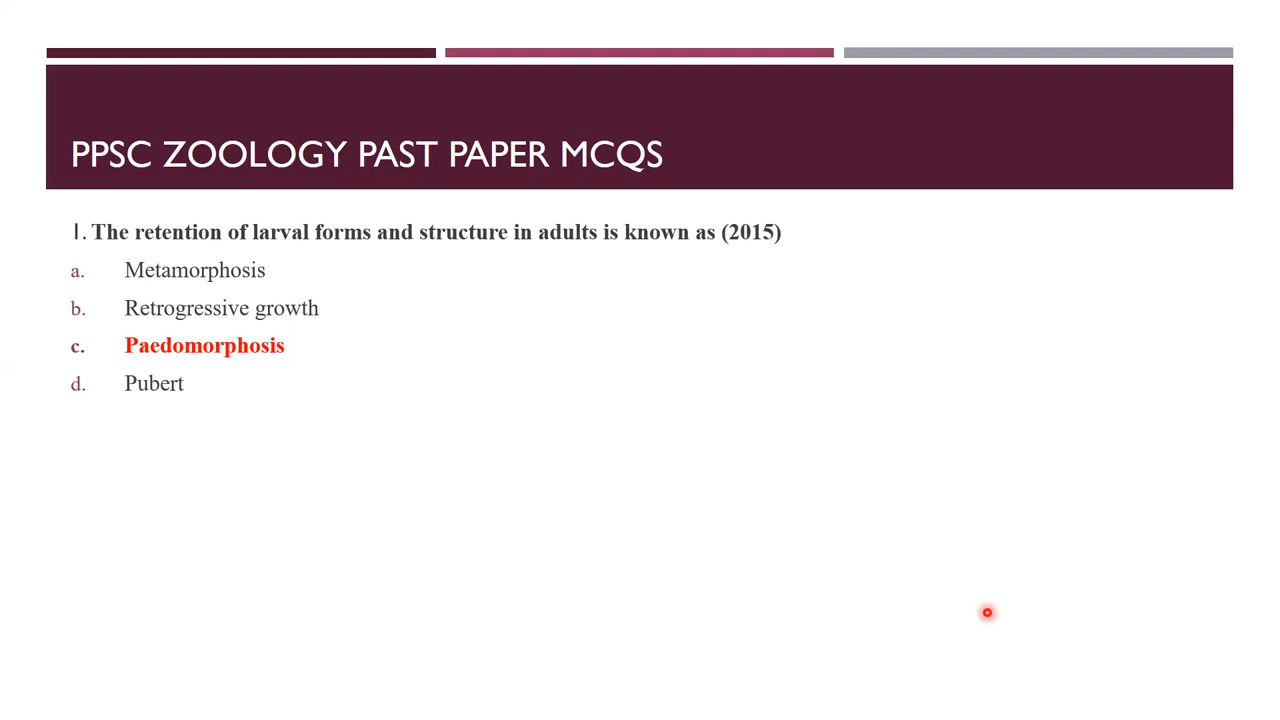 PPSC ZOOLOGY PAST PAPER MCQS
1. The retention of larval forms and structure in adults is known as (2015)
a. Metamorphosis
b. Retrogressive growth
c. Paedomorphosis
d. Pubert